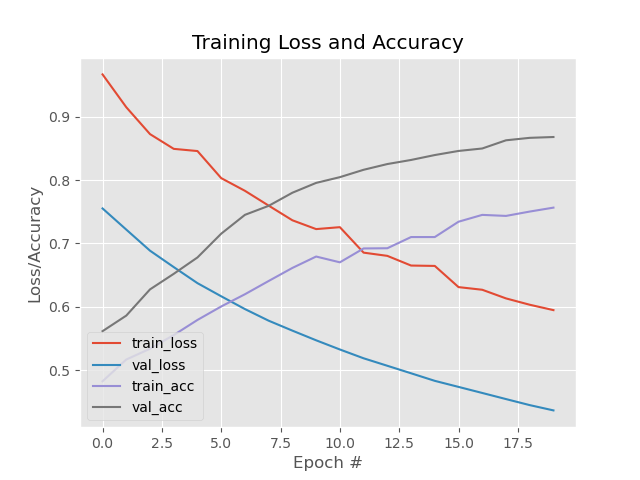 Training Loss and Accuracy
Loss/Accuracy
0.9
0.8
0.7
0.6
0.5
train_loss
val_loss
train_acc
val_acc
0.0 2.5 5.0 7.5 10.0 12.5 15.0 17.5
Epoch #